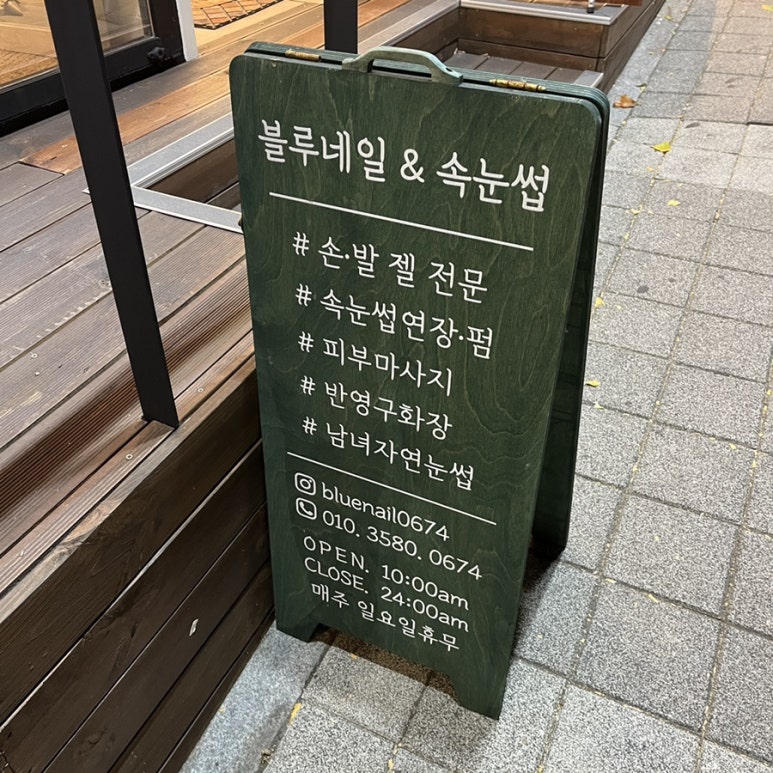 블루네일 & 속눈썹
# 손·발 젤 전문
# 속눈썹연장·펌
# 피부마사지
# 반영구화장
# 남녀자연눈썹
bluenail0674
010. 3580. 0674
OPEN. 10:00am
CLOSE. 24:00am
매주 일요일휴무